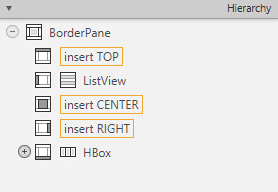 Hierarchy
BorderPane
insert TOP
ListView
insert CENTER
insert RIGHT
HBox